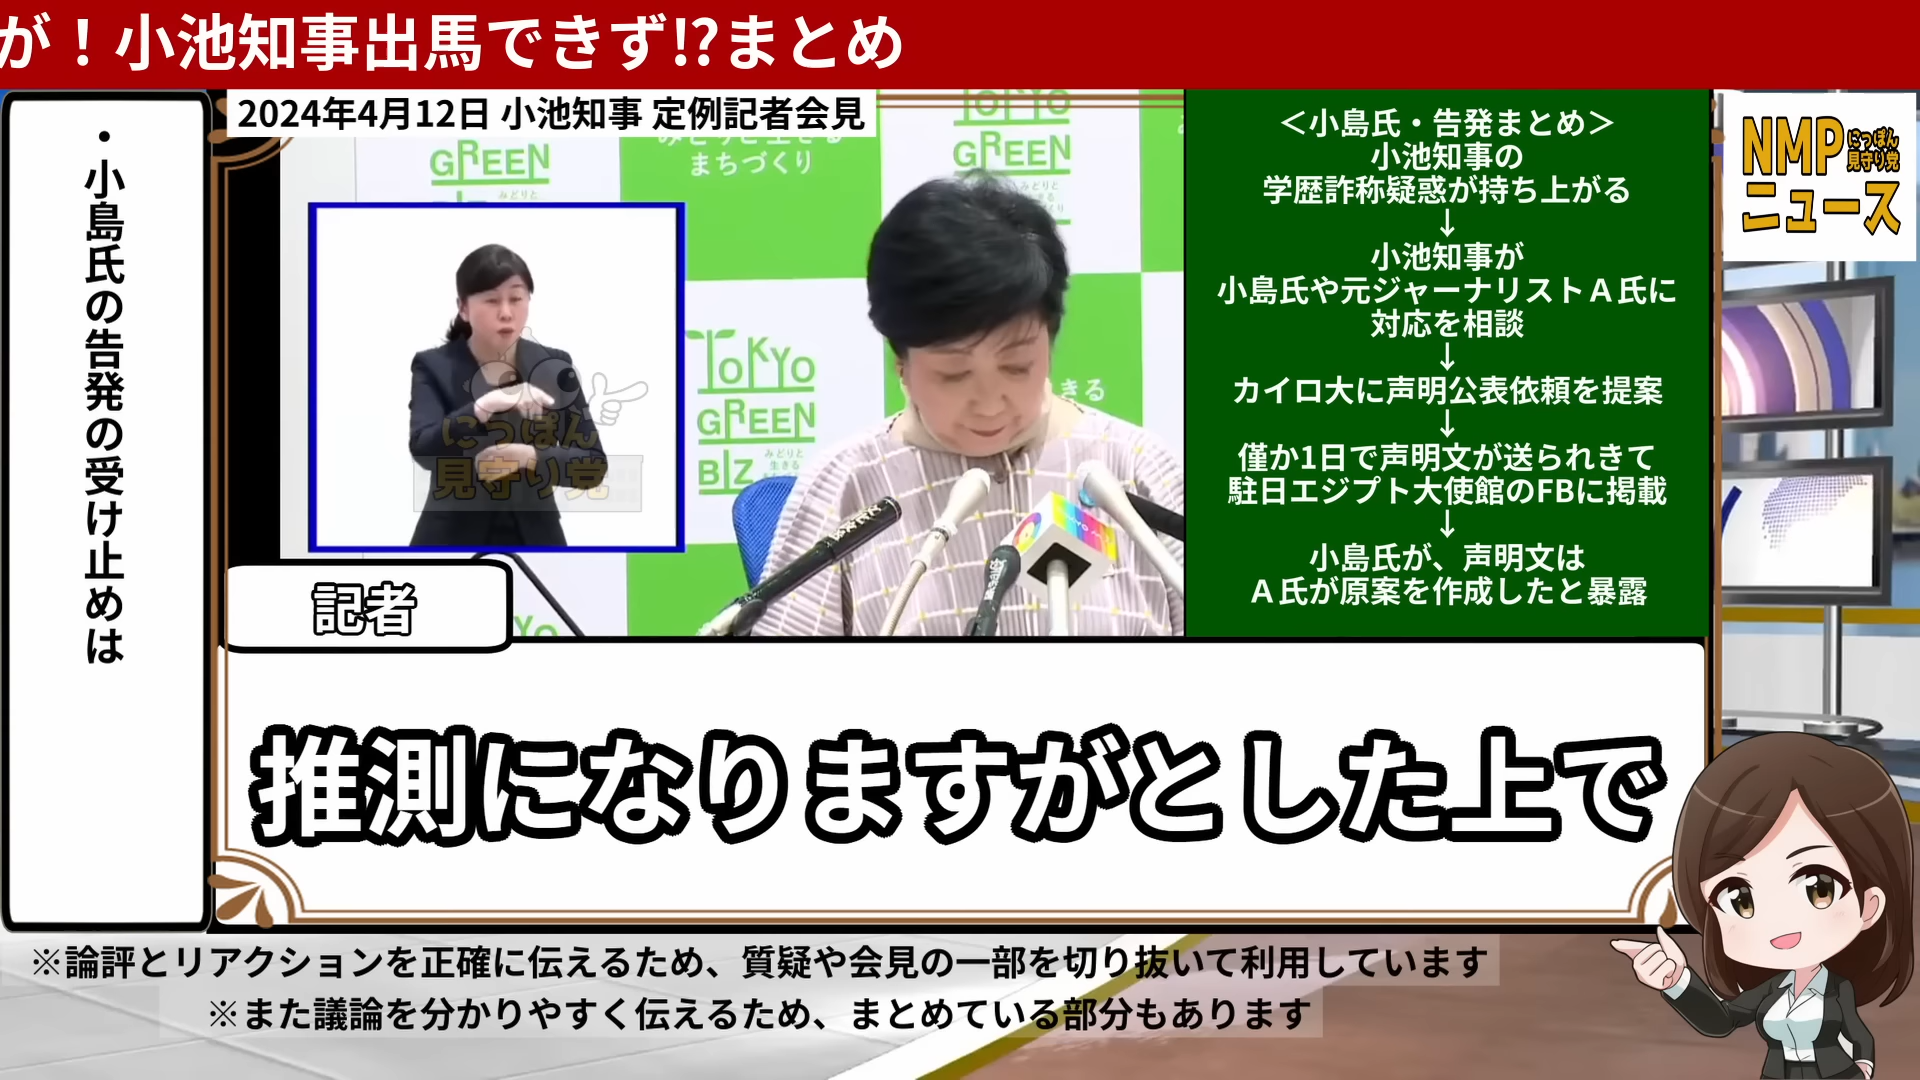 が！小池知事出馬できず⁉まとめ
2024年4月12日 小池知事 定例記者会見
・小島氏の告発の受け止めは
＜小島氏・告発まとめ＞
小池知事の
学歴詐称疑惑が持ち上がる
↓
小池知事が
小島氏や元ジャーナリストＡ氏に
対応を相談
↓
カイロ大に声明公表依頼を提案
↓
僅か1日で声明文が送られきて
駐日エジプト大使館のFBに掲載
↓
小島氏が、声明文は
Ａ氏が原案を作成したと暴露
NMP にっぽん
見守り党
ニュース
GREEN
みどりと
まちづくり
GREEN
TOKYO
GREEN
BIZ
みどりと
生きる
きる
にっぽん
見守り党
記者
推測になりますがとした上で
※論評とリアクションを正確に伝えるため、質疑や会見の一部を切り抜いて利用しています
※また議論を分かりやすく伝えるため、まとめている部分もあります